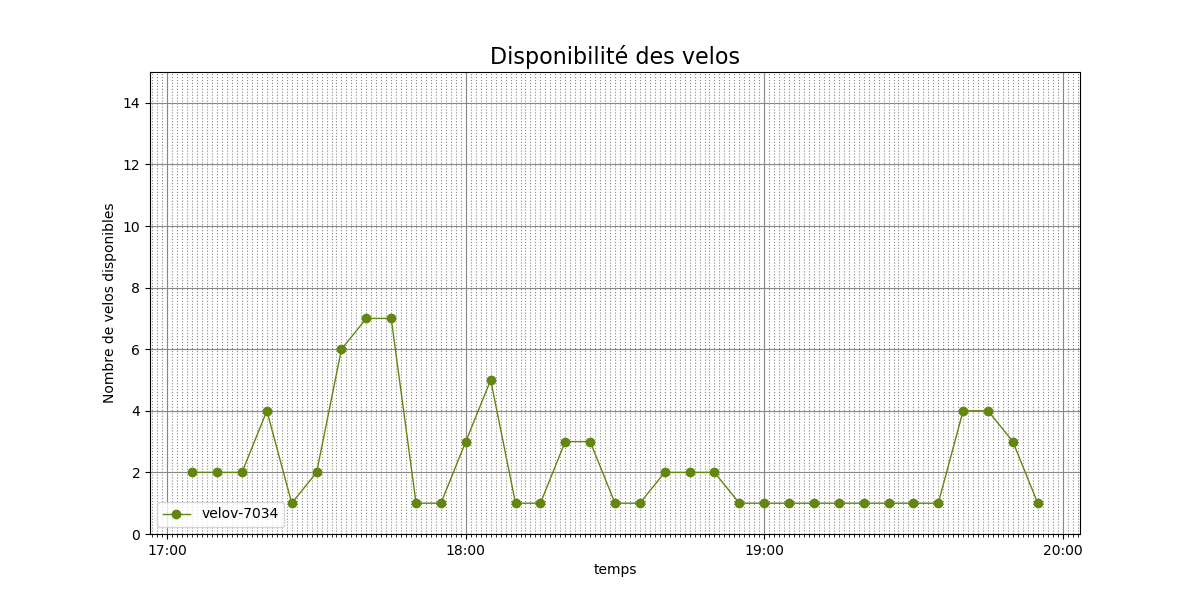 Disponibilité des velos
Nombre de velos disponibles
14
12
10
8
6
4
2
0
velov-7034
17:00 18:00 19:00 20:00
temps